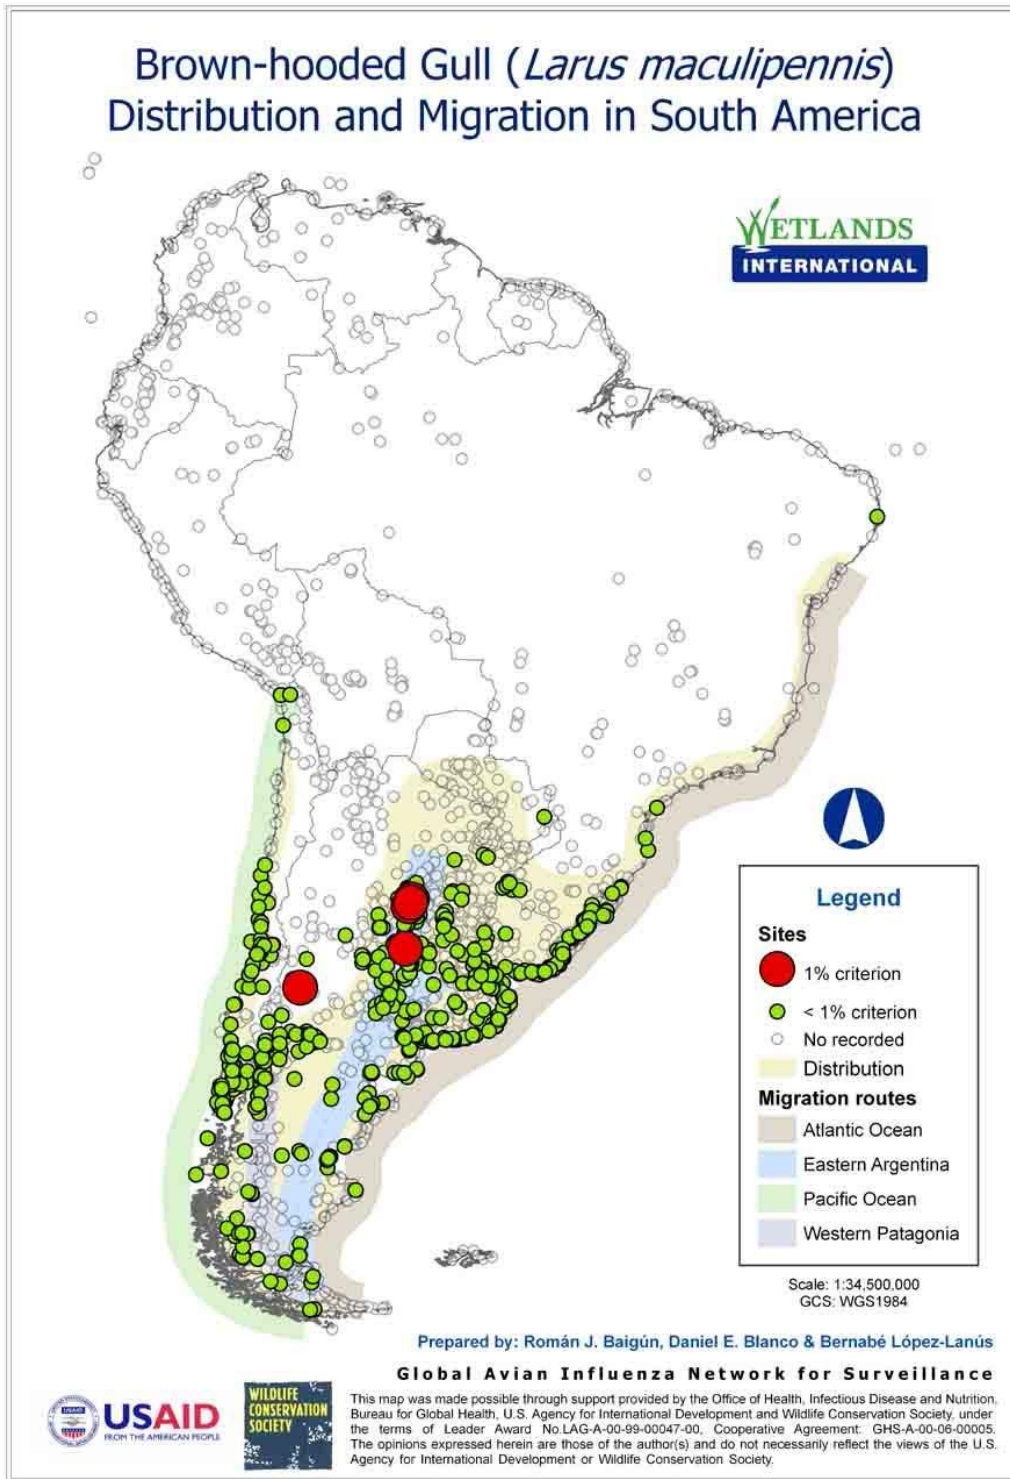 Brown-hooded Gull (Larus maculipennis)
Distribution and Migration in South America
WETLANDS
INTERNATIONAL
Legend
Sites
1% criterion
< 1% criterion
No recorded
Distribution
Migration routes
Atlantic Ocean
Eastern Argentina
Pacific Ocean
Western Patagonia
Scale: 1:34,500,000
GCS: WGS1984
Prepared by: Román J. Baigún, Daniel E. Blanco & Bernabé López-Lanús
Global Avian Influenza Network for Surveillance
USAID
FROM THE AMERICAN PEOPLE
WILDLIFE
CONSERVATION
SOCIETY
This map was made possible through support provided by the Office of Health, Infectious Disease and Nutrition,
Bureau for Global Health, U.S. Agency for International Development and Wildlife Conservation Society, under
the terms of Leader Award No.LAG-A-00-99-00047-00, Cooperative Agreement: GHS-A-00-06-00005.
The opinions expressed herein are those of the author(s) and do not necessarily reflect the views of the U.S.
Agency for International Development or Wildlife Conservation Society.